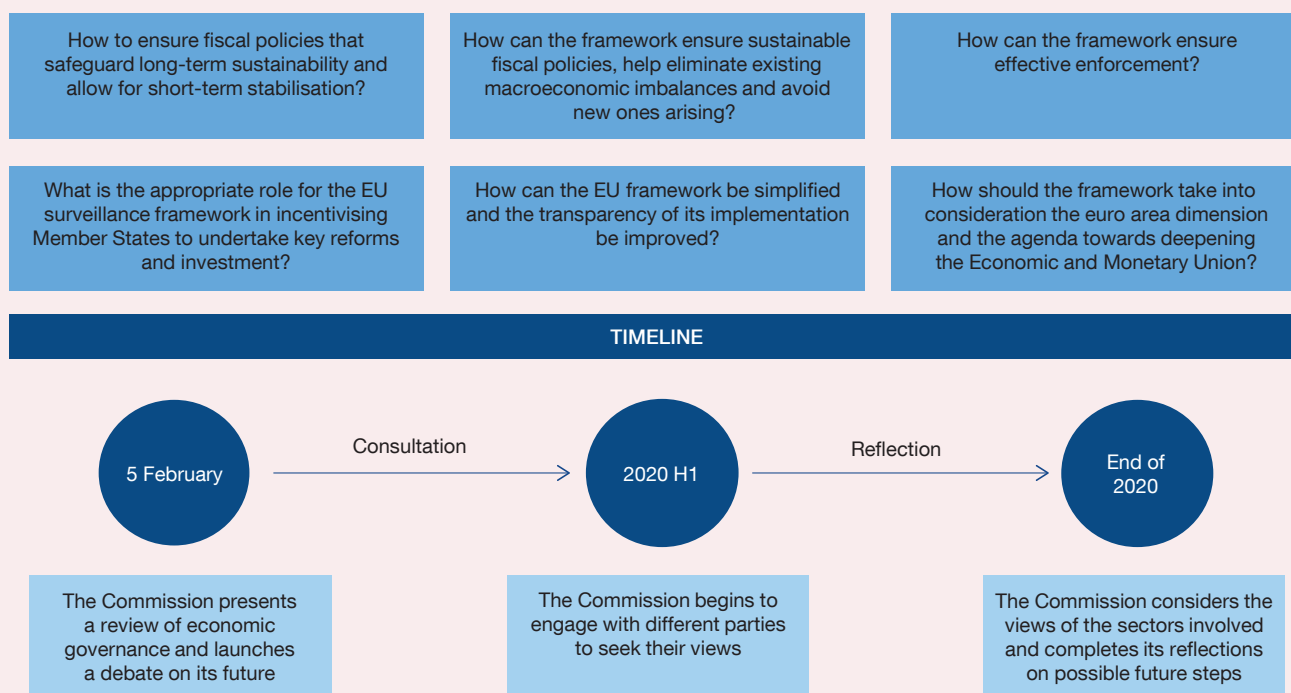 How to ensure fiscal policies that
safeguard long-term sustainability and
allow for short-term stabilisation?
How can the framework ensure sustainable
fiscal policies, help eliminate existing
macroeconomic imbalances and avoid
new ones arising?
How can the framework ensure
effective enforcement?
What is the appropriate role for the EU
surveillance framework in incentivising
Member States to undertake key reforms
and investment?
How can the EU framework be simplified
and the transparency of its implementation
be improved?
How should the framework take into
consideration the euro area dimension
and the agenda towards deepening
the Economic and Monetary Union?
TIMELINE
5 February
Consultation
2020 H1
Reflection
End of
2020
The Commission presents
a review of economic
governance and launches
a debate on its future
The Commission begins to
engage with different parties
to seek their views
The Commission considers the
views of the sectors involved
and completes its reflections
on possible future steps